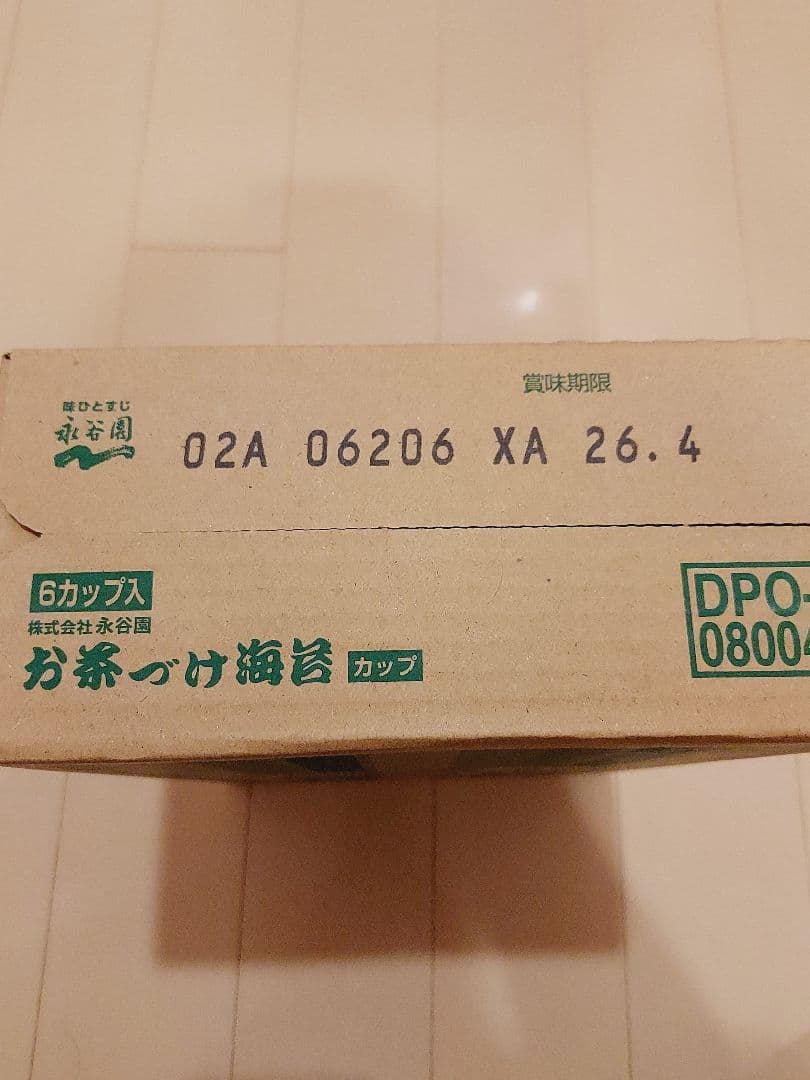 賞味期限
味ひとすじ
永谷園
02A 06206 XA 26.4
6カップ入
株式会社 永谷園
お茶づけ海苔 カップ
DPO-
08004